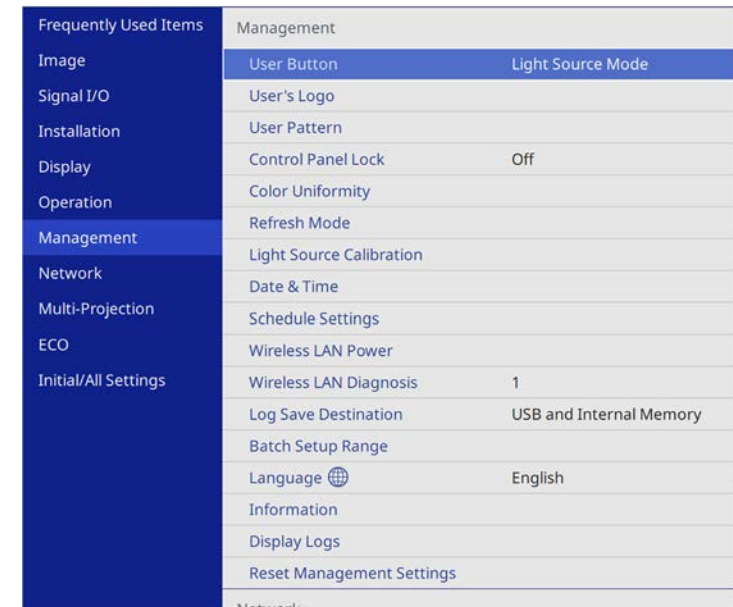 Frequently Used Items
Image
Signal I/O
Installation
Display
Operation
Management
Network
Multi-Projection
ECO
Initial/All Settings
Management
User Button Light Source Mode
User's Logo
User Pattern
Control Panel Lock Off
Color Uniformity
Refresh Mode
Light Source Calibration
Date & Time
Schedule Settings
Wireless LAN Power
Wireless LAN Diagnosis 1
Log Save Destination USB and Internal Memory
Batch Setup Range
Language English
Information
Display Logs
Reset Management Settings
Network